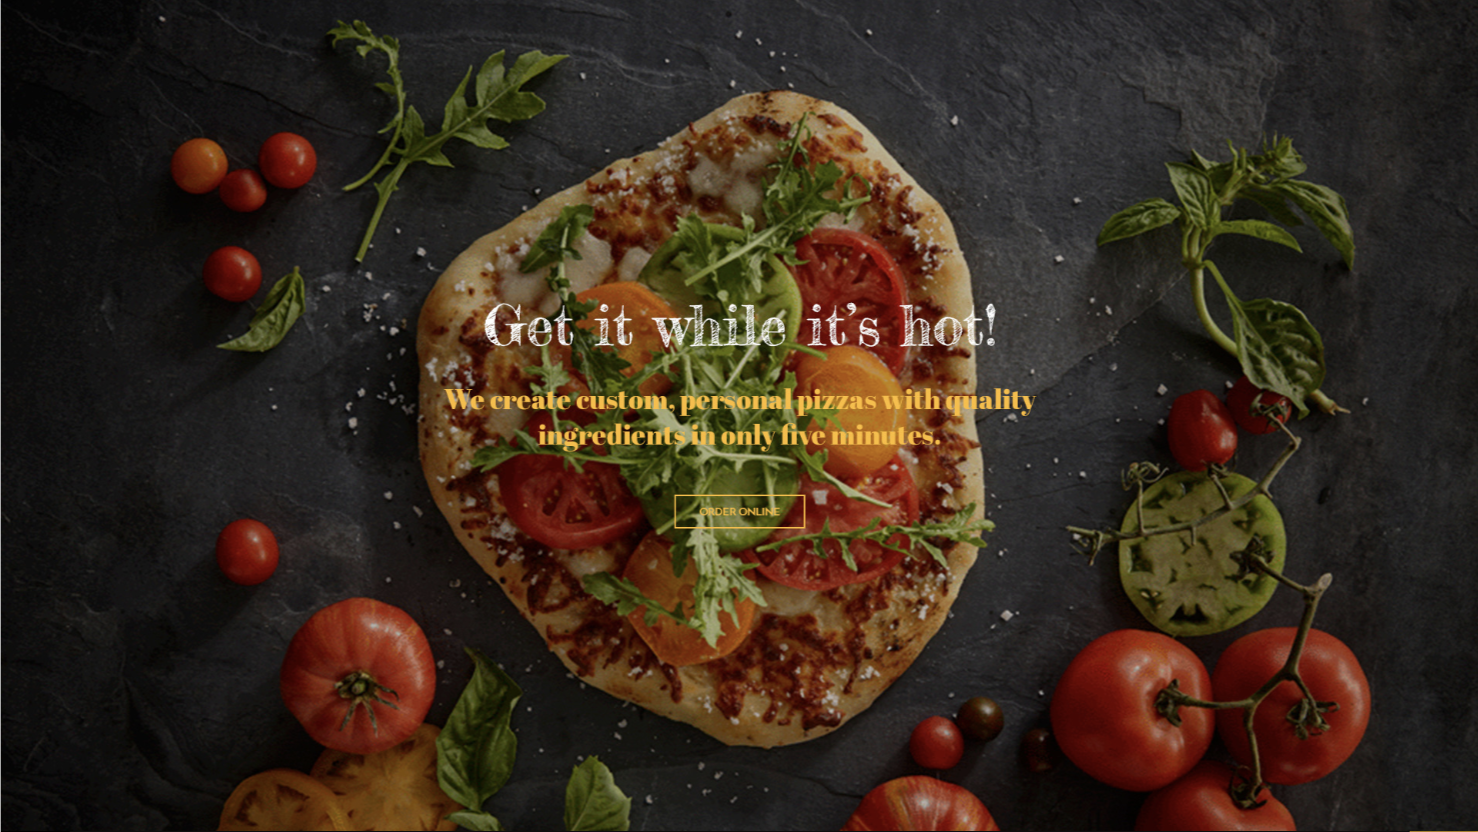 Get it while it's hot!
We create custom, personal pizzas with quality
ingredients in only five minutes.
ORDER ONLINE